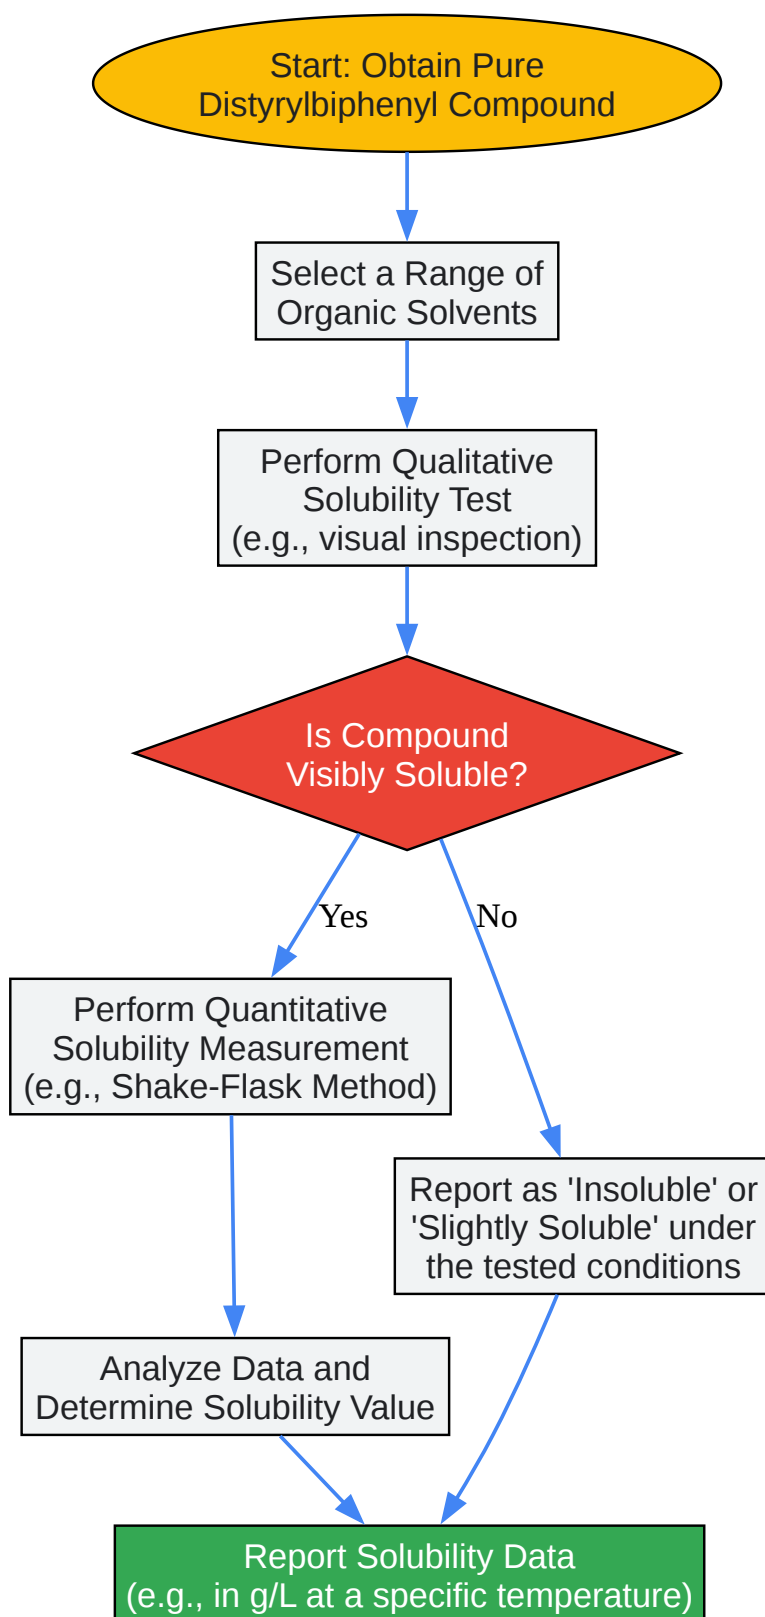 Start: Obtain Pure
Distyrylbiphenyl Compound
Select a Range of
Organic Solvents
Perform Qualitative
Solubility Test
(e.g., visual inspection)
Is Compound
Visibly Soluble?
Yes
No
Perform Quantitative
Solubility Measurement
(e.g., Shake-Flask Method)
Report as 'Insoluble' or
'Slightly Soluble' under
the tested conditions
Analyze Data and
Determine Solubility Value
Report Solubility Data
(e.g., in g/L at a specific temperature)